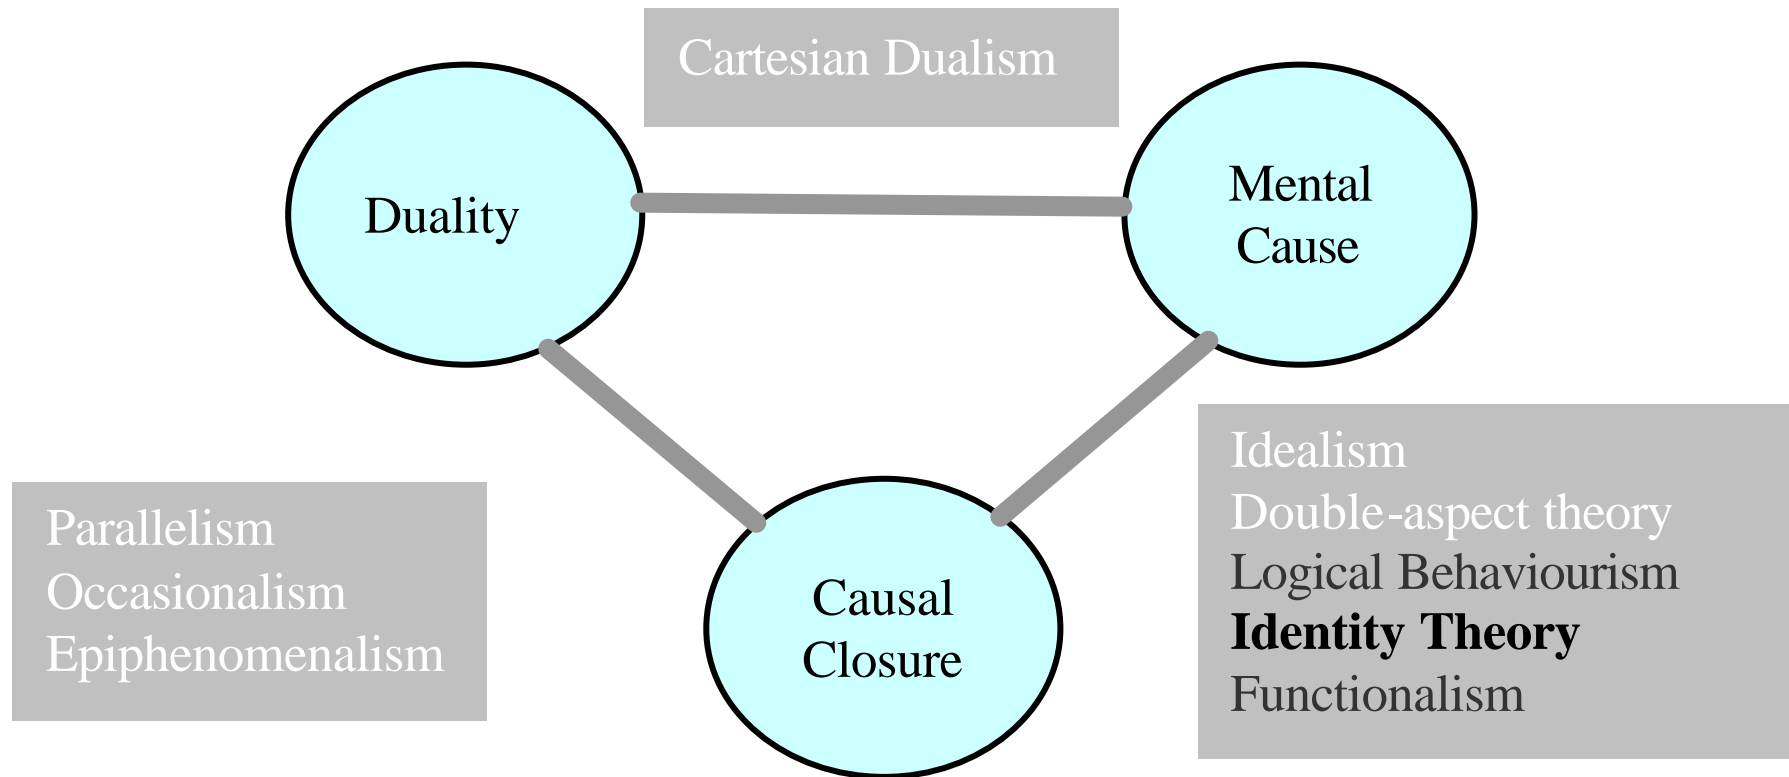 Cartesian Dualism
Duality
Mental
Cause
Parallelism
Occasionalism
Epiphenomenalism
Causal
Closure
Idealism
Double-aspect theory
Logical Behaviourism
Identity Theory
Functionalism